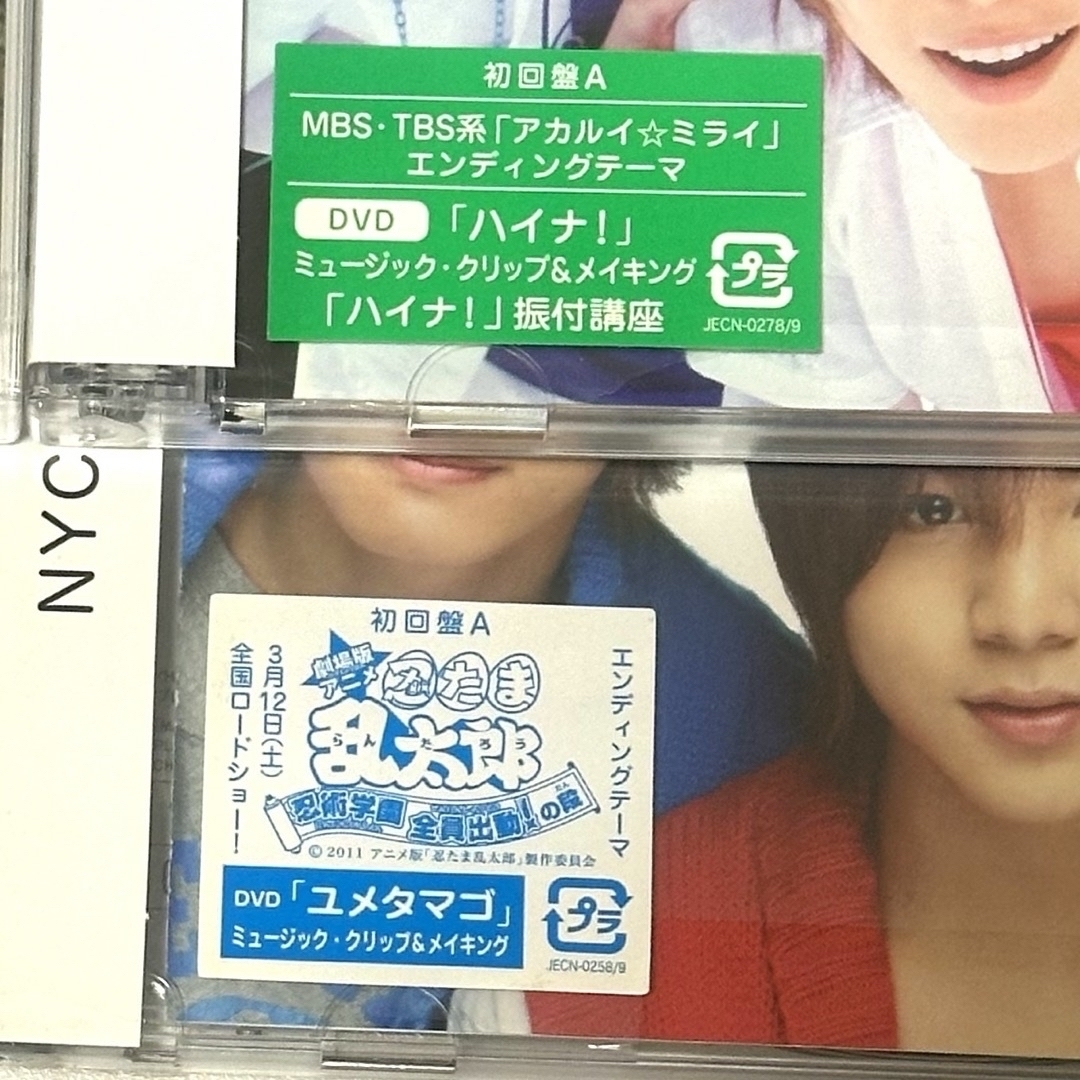 初回盤A
MBS・TBS系「アカルイ☆ミライ」
エンディングテーマ
DVD 「ハイナ！」
ミュージック・クリップ&メイキング
「ハイナ！」振付講座
プラ
JECN-0278/9
NYC
初回盤A
3月12日(土)
全国ロードショー！
劇場版
アニメ
忍たま
乱太郎
らんたろう
忍術学園 全員出動！の段
だん
エンディングテーマ
© 2011 アニメ版「忍たま乱太郎」製作委員会
DVD 「ユメタマゴ」
ミュージック・クリップ&メイキング
プラ
JECN-0258/9